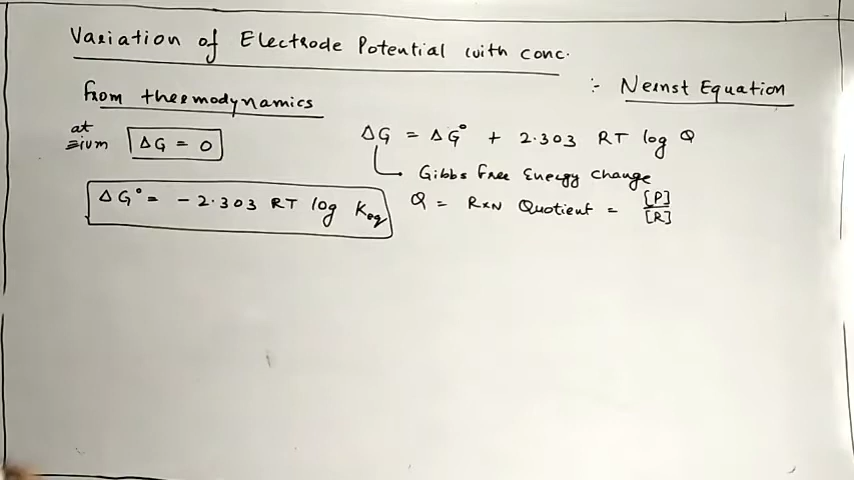 Variation of Electrode Potential with conc.
:- Nernst Equation
from thermodynamics
at ≡ium ΔG = 0
ΔG = ΔG° + 2.303 RT log Q
Gibbs Free Energy Change
ΔG° = - 2.303 RT log Keq
Q = RxN Quotient = [P]/[R]